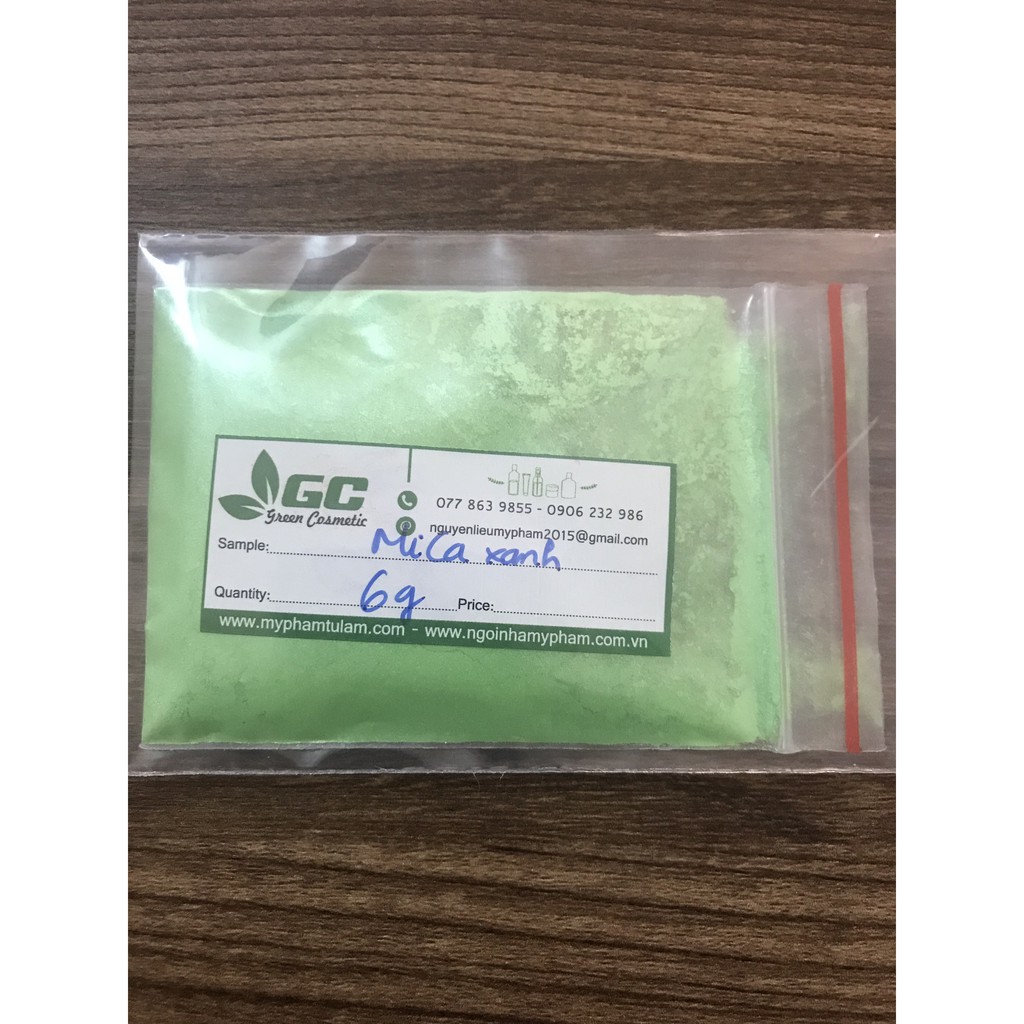 GC
Green Cosmetic
077 863 9855 - 0906 232 986
nguyenlieumypham2015@gmail.com
Sample: Mica xanh
Quantity: 6g Price:
www.myphamtulam.com - www.ngoinhamypham.com.vn